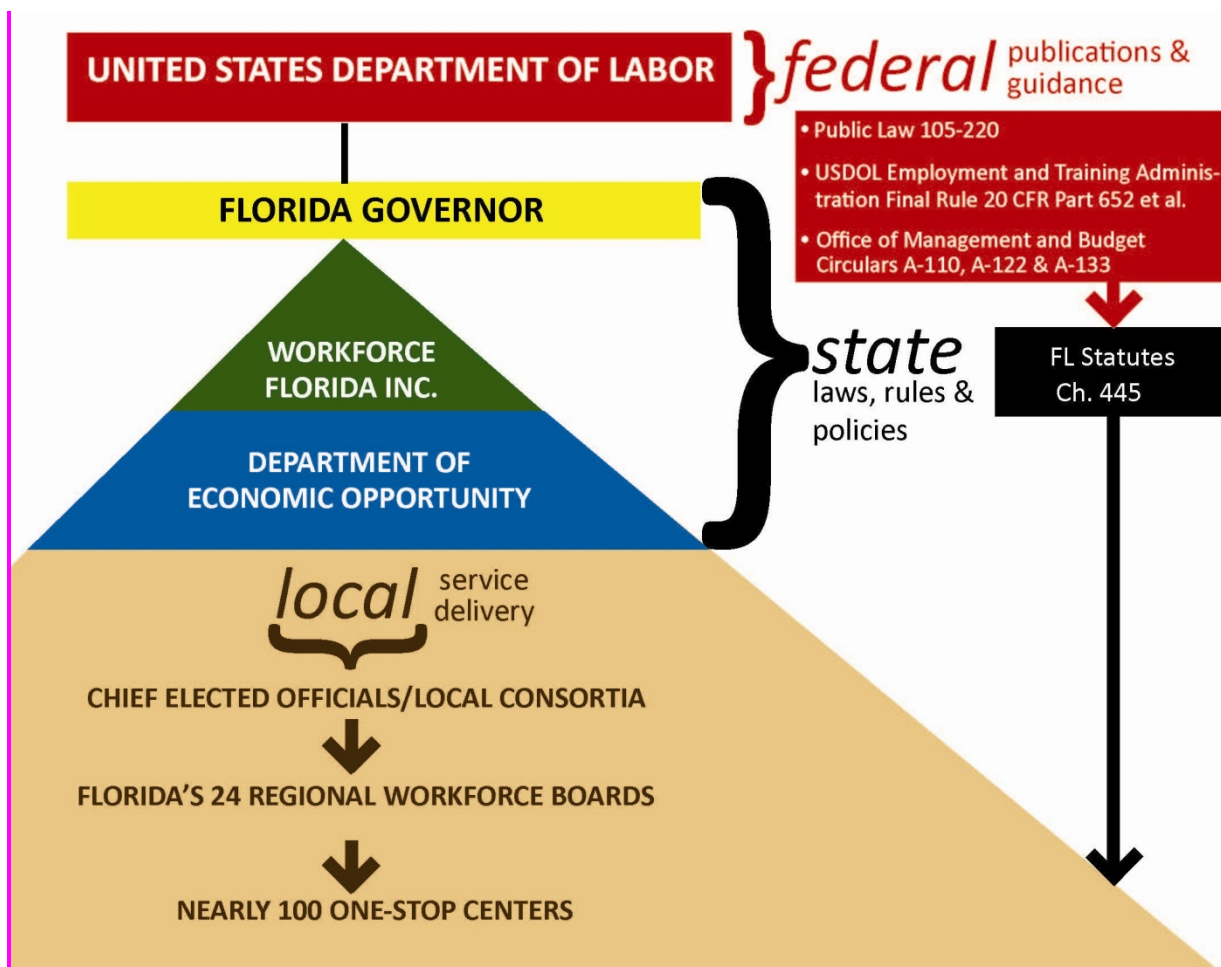 UNITED STATES DEPARTMENT OF LABOR
federal publications &
guidance
• Public Law 105-220
• USDOL Employment and Training Adminis-
tration Final Rule 20 CFR Part 652 et al.
• Office of Management and Budget
Circulars A-110, A-122 & A-133
FLORIDA GOVERNOR
WORKFORCE
FLORIDA INC.
DEPARTMENT OF
ECONOMIC OPPORTUNITY
state
laws, rules &
policies
FL Statutes
Ch. 445
local service
delivery
CHIEF ELECTED OFFICIALS/LOCAL CONSORTIA
FLORIDA'S 24 REGIONAL WORKFORCE BOARDS
NEARLY 100 ONE-STOP CENTERS